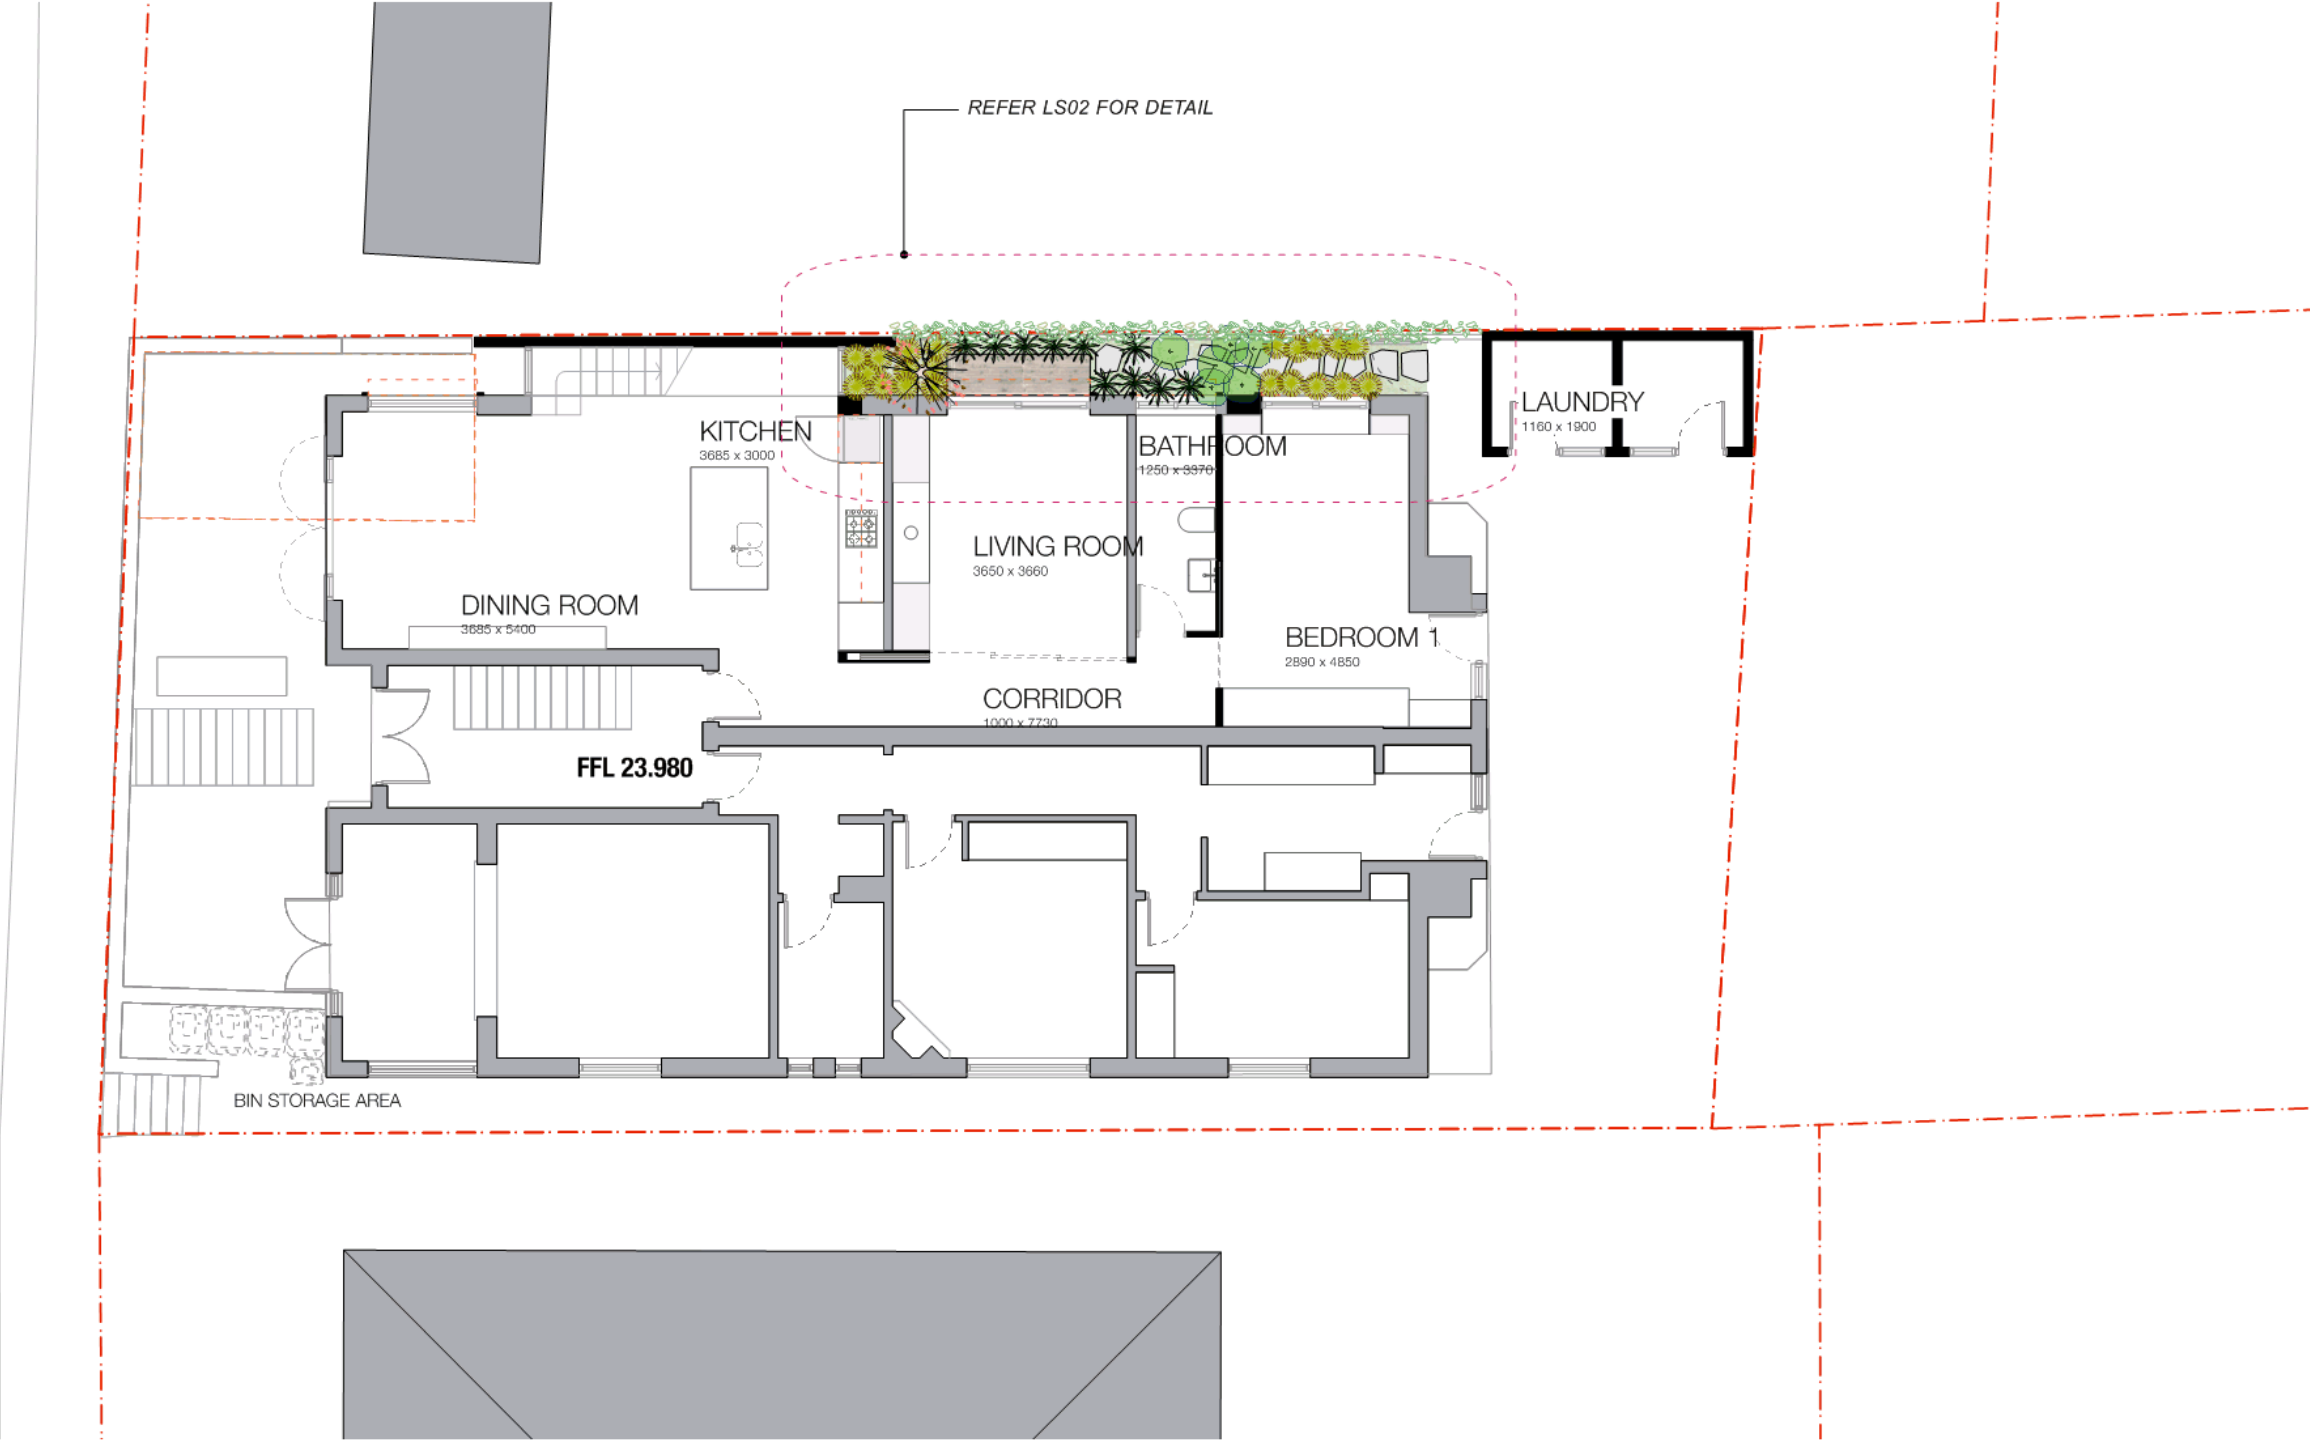 REFER LS02 FOR DETAIL
KITCHEN
3685 x 3000
LAUNDRY
1160 x 1900
BATHROOM
1250 x 3370
LIVING ROOM
3650 x 3660
DINING ROOM
3685 x 5400
BEDROOM 1
2890 x 4850
CORRIDOR
1000 x 7730
FFL 23.980
BIN STORAGE AREA